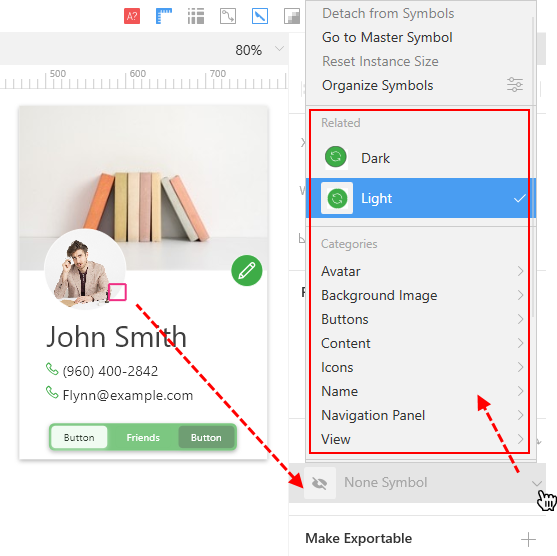 A?
80%
500
600
700
John Smith
(960) 400-2842
Flynn@example.com
Button
Friends
Button
Detach from Symbols
Go to Master Symbol
Reset Instance Size
Organize Symbols
Related
Dark
Light
Categories
Avatar
Background Image
Buttons
Content
Icons
Name
Navigation Panel
View
None Symbol
Make Exportable